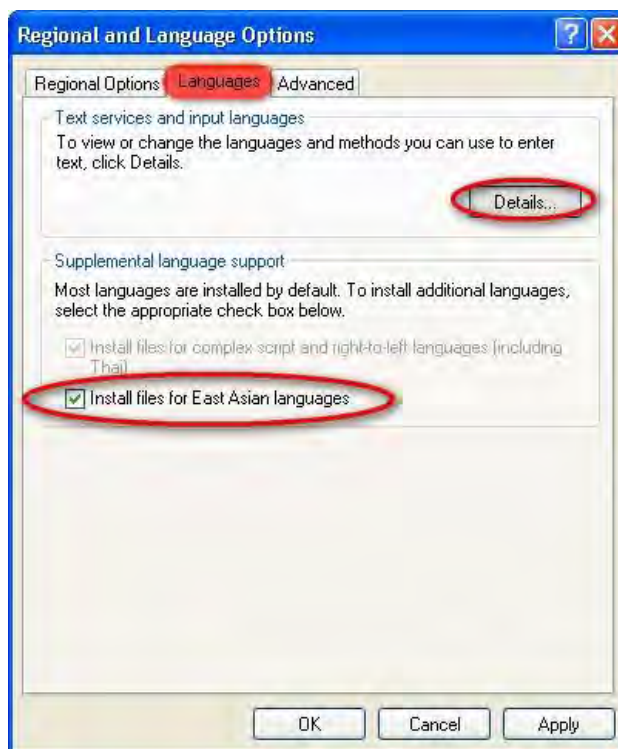 Regional and Language Options
Regional Options Languages Advanced
Text services and input languages
To view or change the languages and methods you can use to enter
text, click Details.
Details...
Supplemental language support
Most languages are installed by default. To install additional languages,
select the appropriate check box below.
Install files for complex script and right-to-left languages (including
Thai)
Install files for East Asian languages
OK Cancel Apply